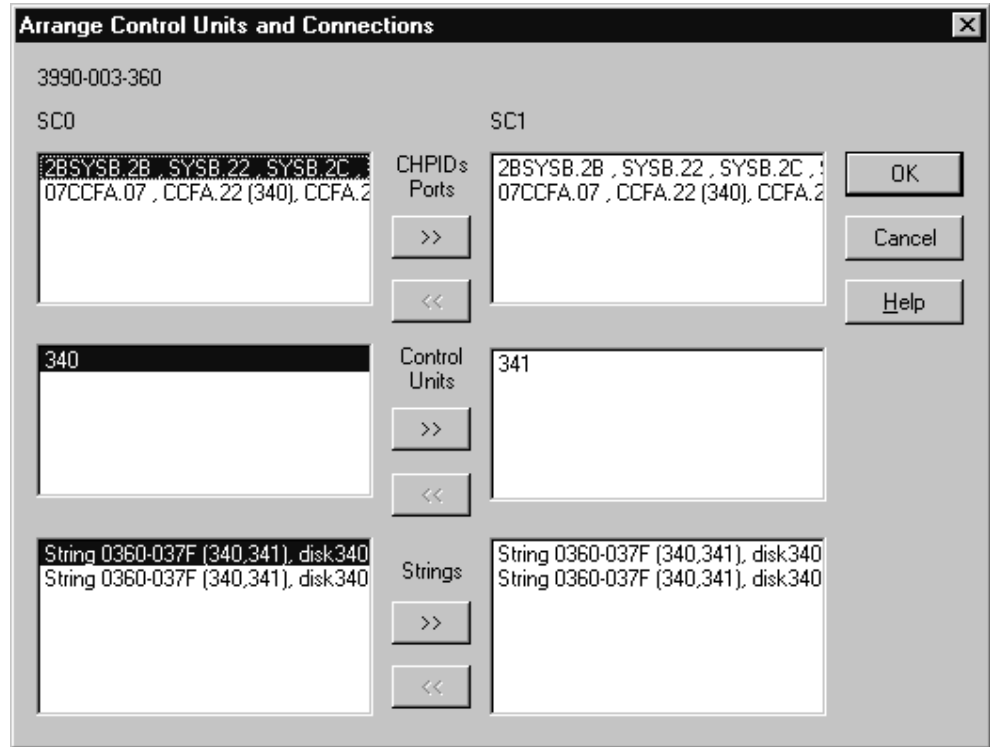 Arrange Control Units and Connections
3990-003-360
SC0
SC1
2BSYSB.2B , SYSB.22 , SYSB.2C ,
07CCFA.07 , CCFA.22 (340), CCFA.2
CHPIDs
Ports
>>
<<
2BSYSB.2B , SYSB.22 , SYSB.2C ,
07CCFA.07 , CCFA.22 (340), CCFA.2
OK
Cancel
Help
340
Control
Units
>>
<<
341
String 0360-037F (340,341), disk340
String 0360-037F (340,341), disk340
Strings
>>
<<
String 0360-037F (340,341), disk340
String 0360-037F (340,341), disk340